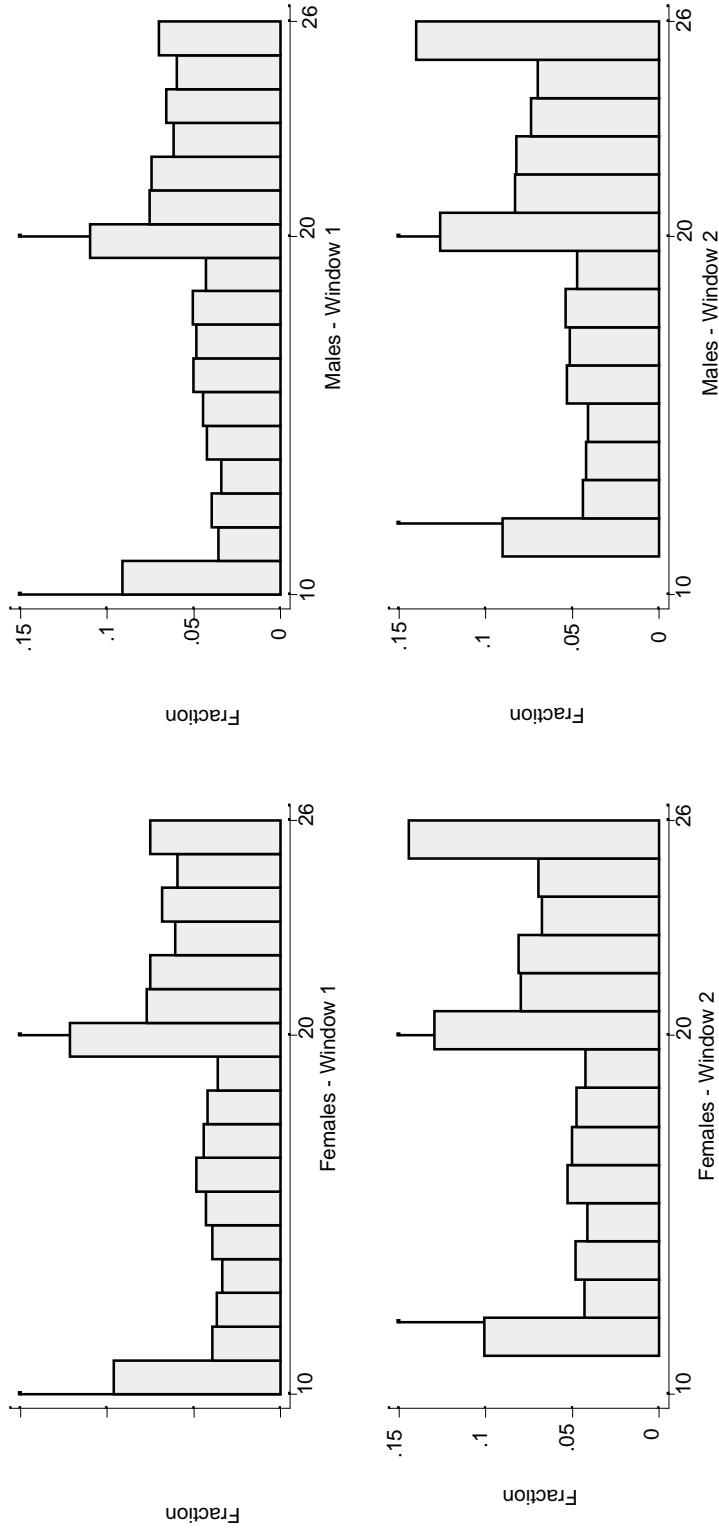 Fraction
10 20 26
Females - Window 1
Fraction
.15
.1
.05
0
10 20 26
Males - Window 1
Fraction
.15
.1
.05
0
10 20 26
Females - Window 2
Fraction
.15
.1
.05
0
10 20 26
Males - Window 2